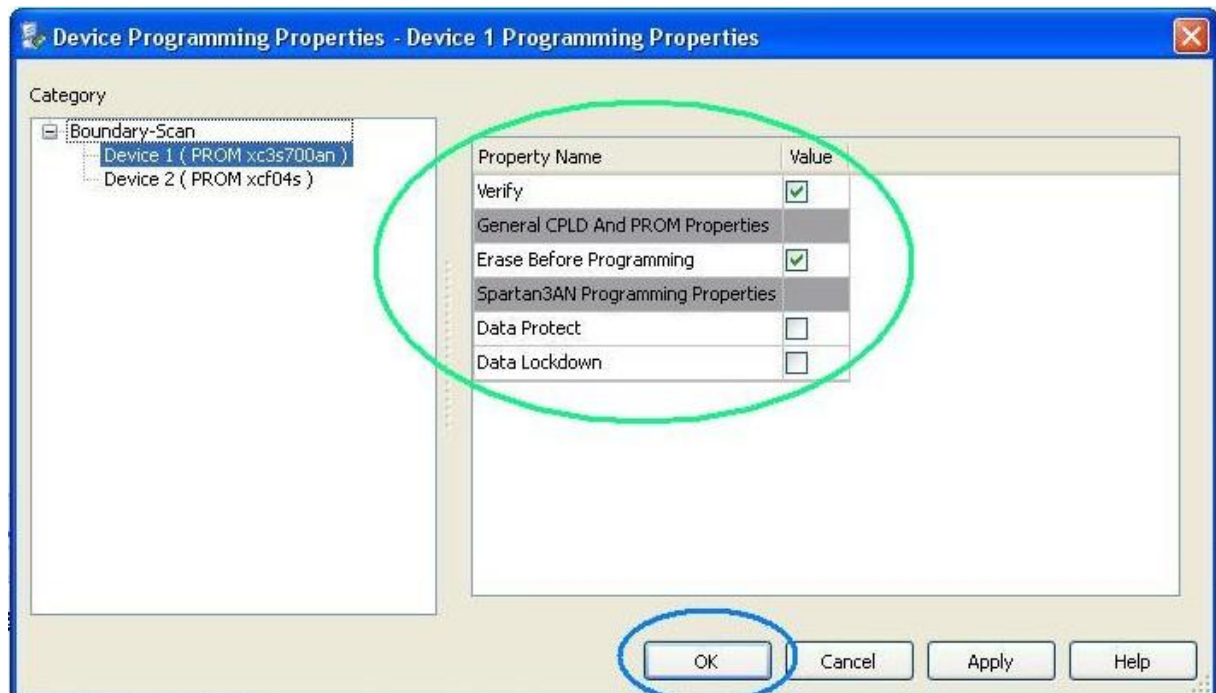 Device Programming Properties - Device 1 Programming Properties
Category
Boundary-Scan
Device 1 ( PROM xc3s700an )
Device 2 ( PROM xcf04s )
Property Name Value
Verify
General CPLD And PROM Properties
Erase Before Programming
Spartan3AN Programming Properties
Data Protect
Data Lockdown
OK Cancel Apply Help